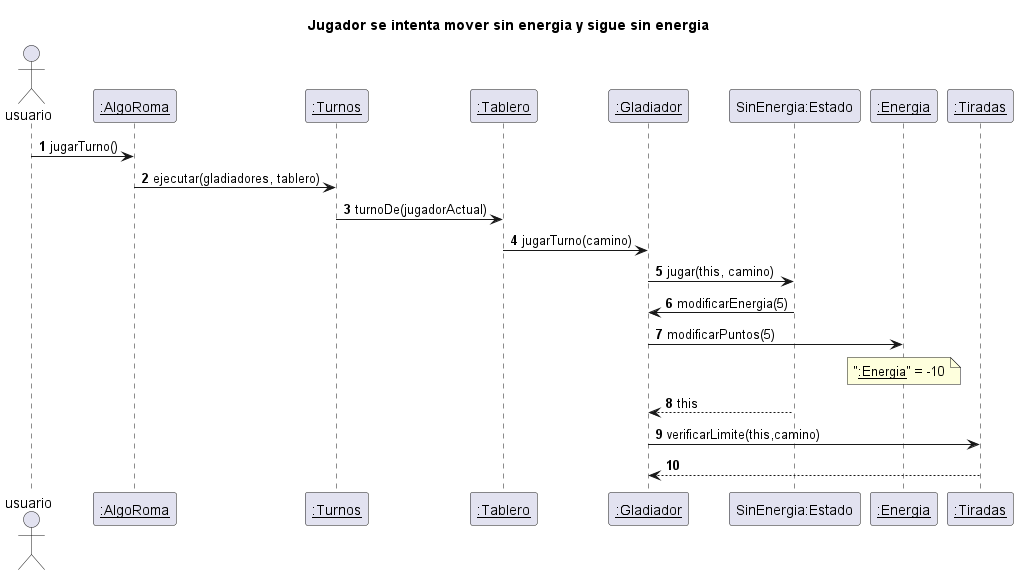 Jugador se intenta mover sin energia y sigue sin energia
usuario
:AlgoRoma
:Turnos
:Tablero
:Gladiador
SinEnergia:Estado
:Energia
:Tiradas
1 jugarTurno()
2 ejecutar(gladiadores, tablero)
3 turnoDe(jugadorActual)
4 jugarTurno(camino)
5 jugar(this, camino)
6 modificarEnergia(5)
7 modificarPuntos(5)
":Energia" = -10
8 this
9 verificarLimite(this,camino)
10
usuario
:AlgoRoma
:Turnos
:Tablero
:Gladiador
SinEnergia:Estado
:Energia
:Tiradas